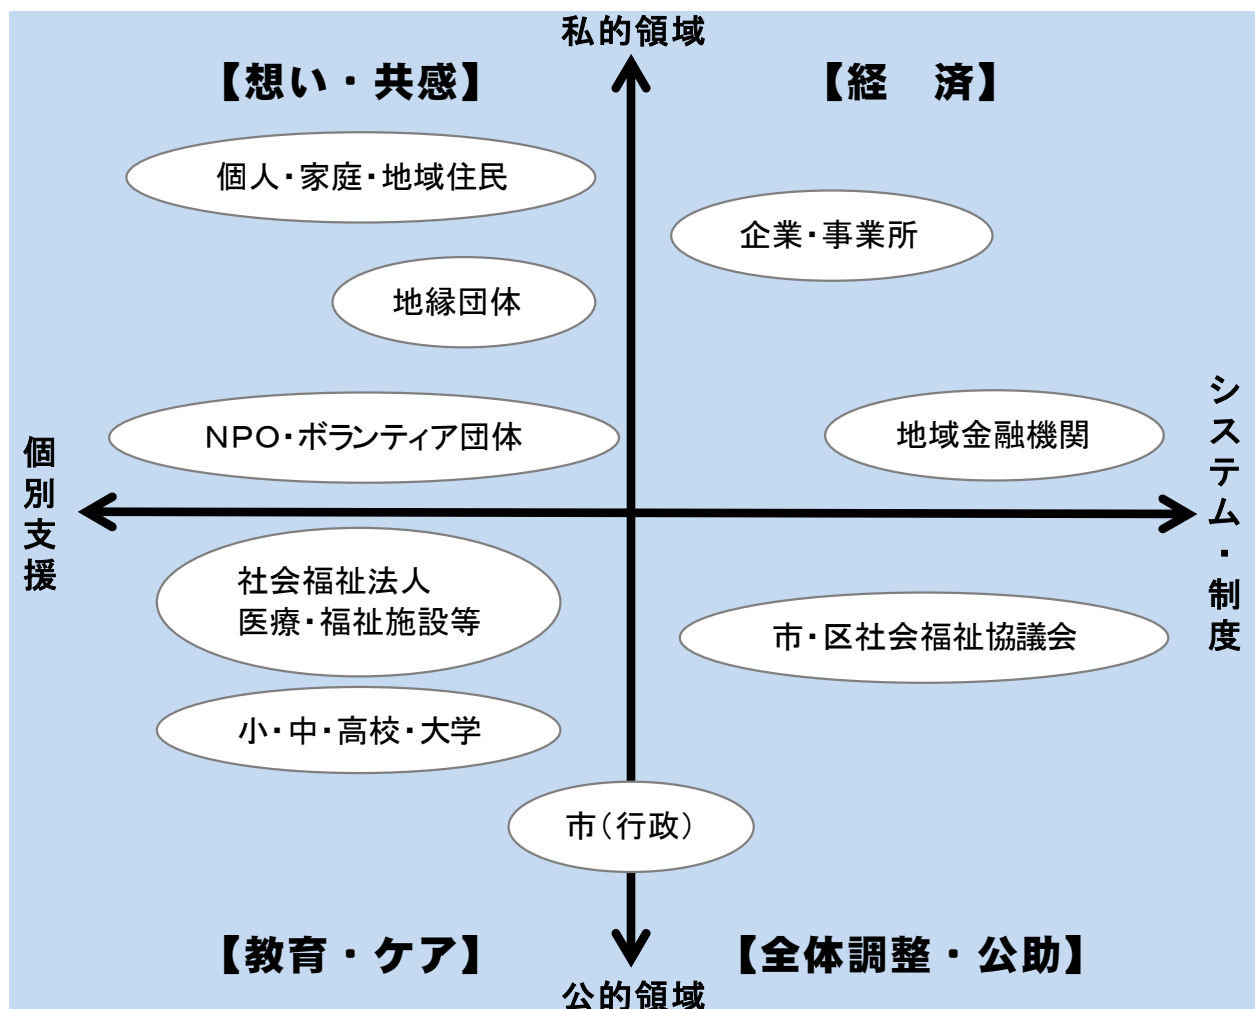 私的領域
【想い・共感】
【経　済】
個人・家庭・地域住民
企業・事業所
地縁団体
NPO・ボランティア団体
地域金融機関
個別支援
システム・制度
社会福祉法人
医療・福祉施設等
市・区社会福祉協議会
小・中・高校・大学
市（行政）
【教育・ケア】
【全体調整・公助】
公的領域